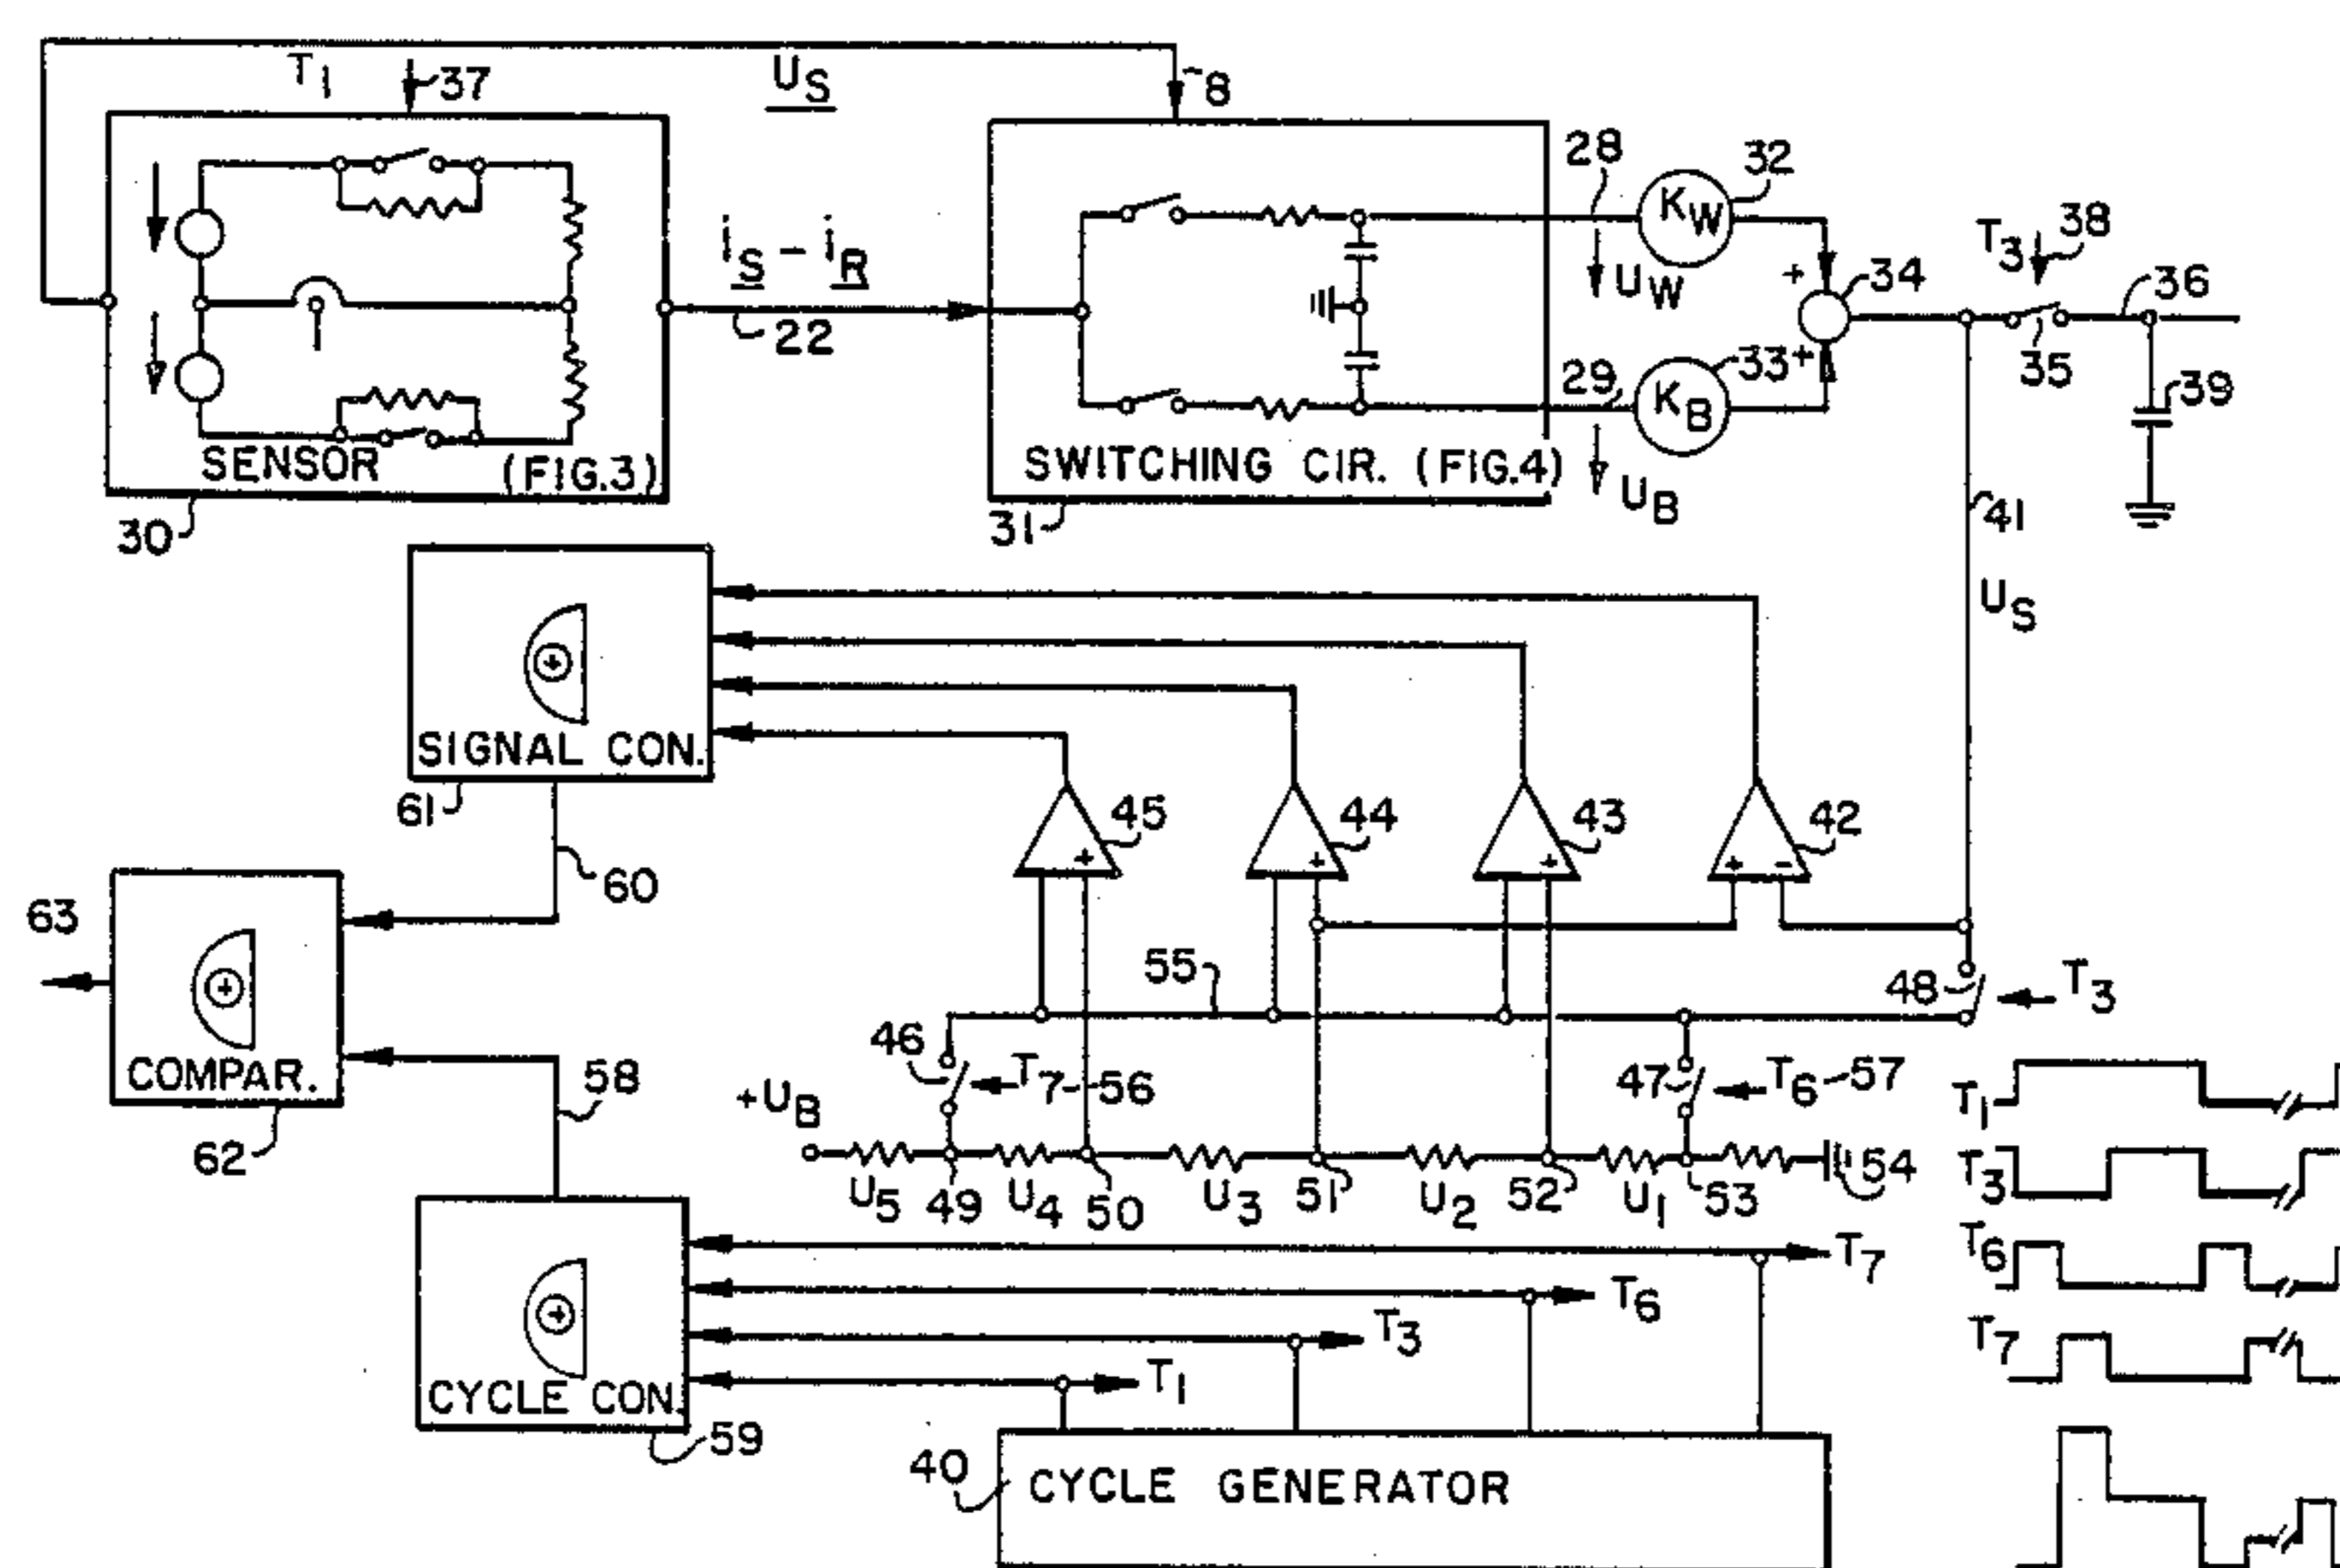 T1 37 US 8
28 32
KW
iS - iR
UW
T3 38
+ 34 36
22
35
33 +
29
KB
39
SENSOR (FIG.3)
SWITCHING CIR. (FIG.4)
UB
30 31 41
US
+
SIGNAL CON.
61
45 44 43 42
+ + + + -
60
63
55
48 T3
+
46 T7 56
47 T6 57
COMPAR.
58
+UB
62
U5 49 U4 50 U3 51 U2 52 U1 53 54
T1
T3
T6
T7
T7
T6
T3
T1
+
CYCLE CON.
59
40 CYCLE GENERATOR